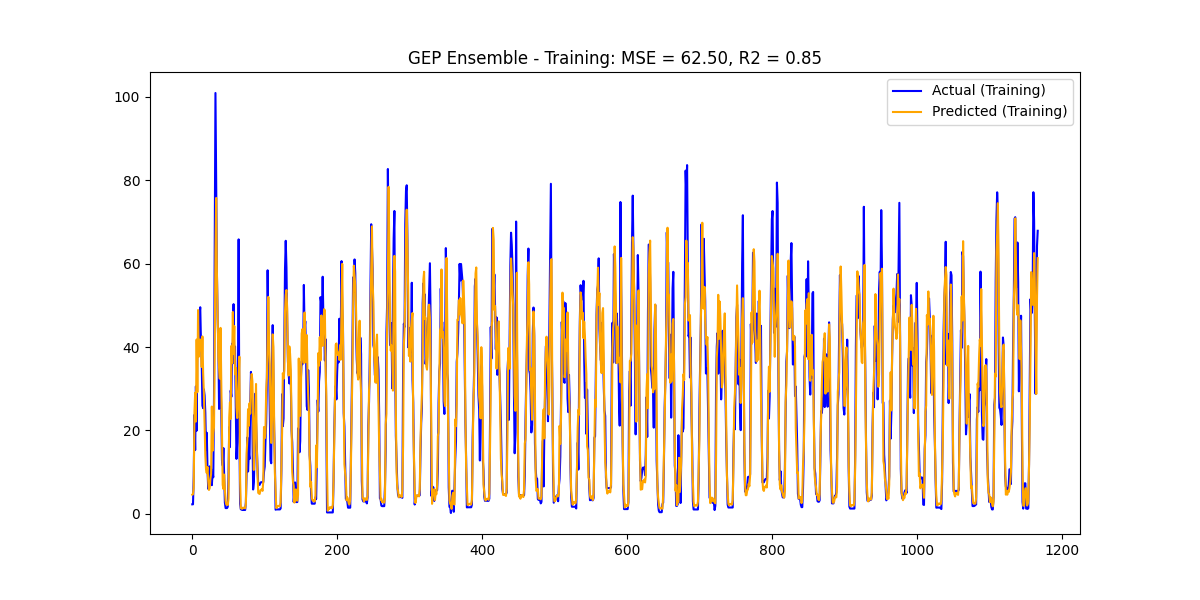 GEP Ensemble - Training: MSE = 62.50, R2 = 0.85
Actual (Training)
Predicted (Training)
100
80
60
40
20
0
0 200 400 600 800 1000 1200